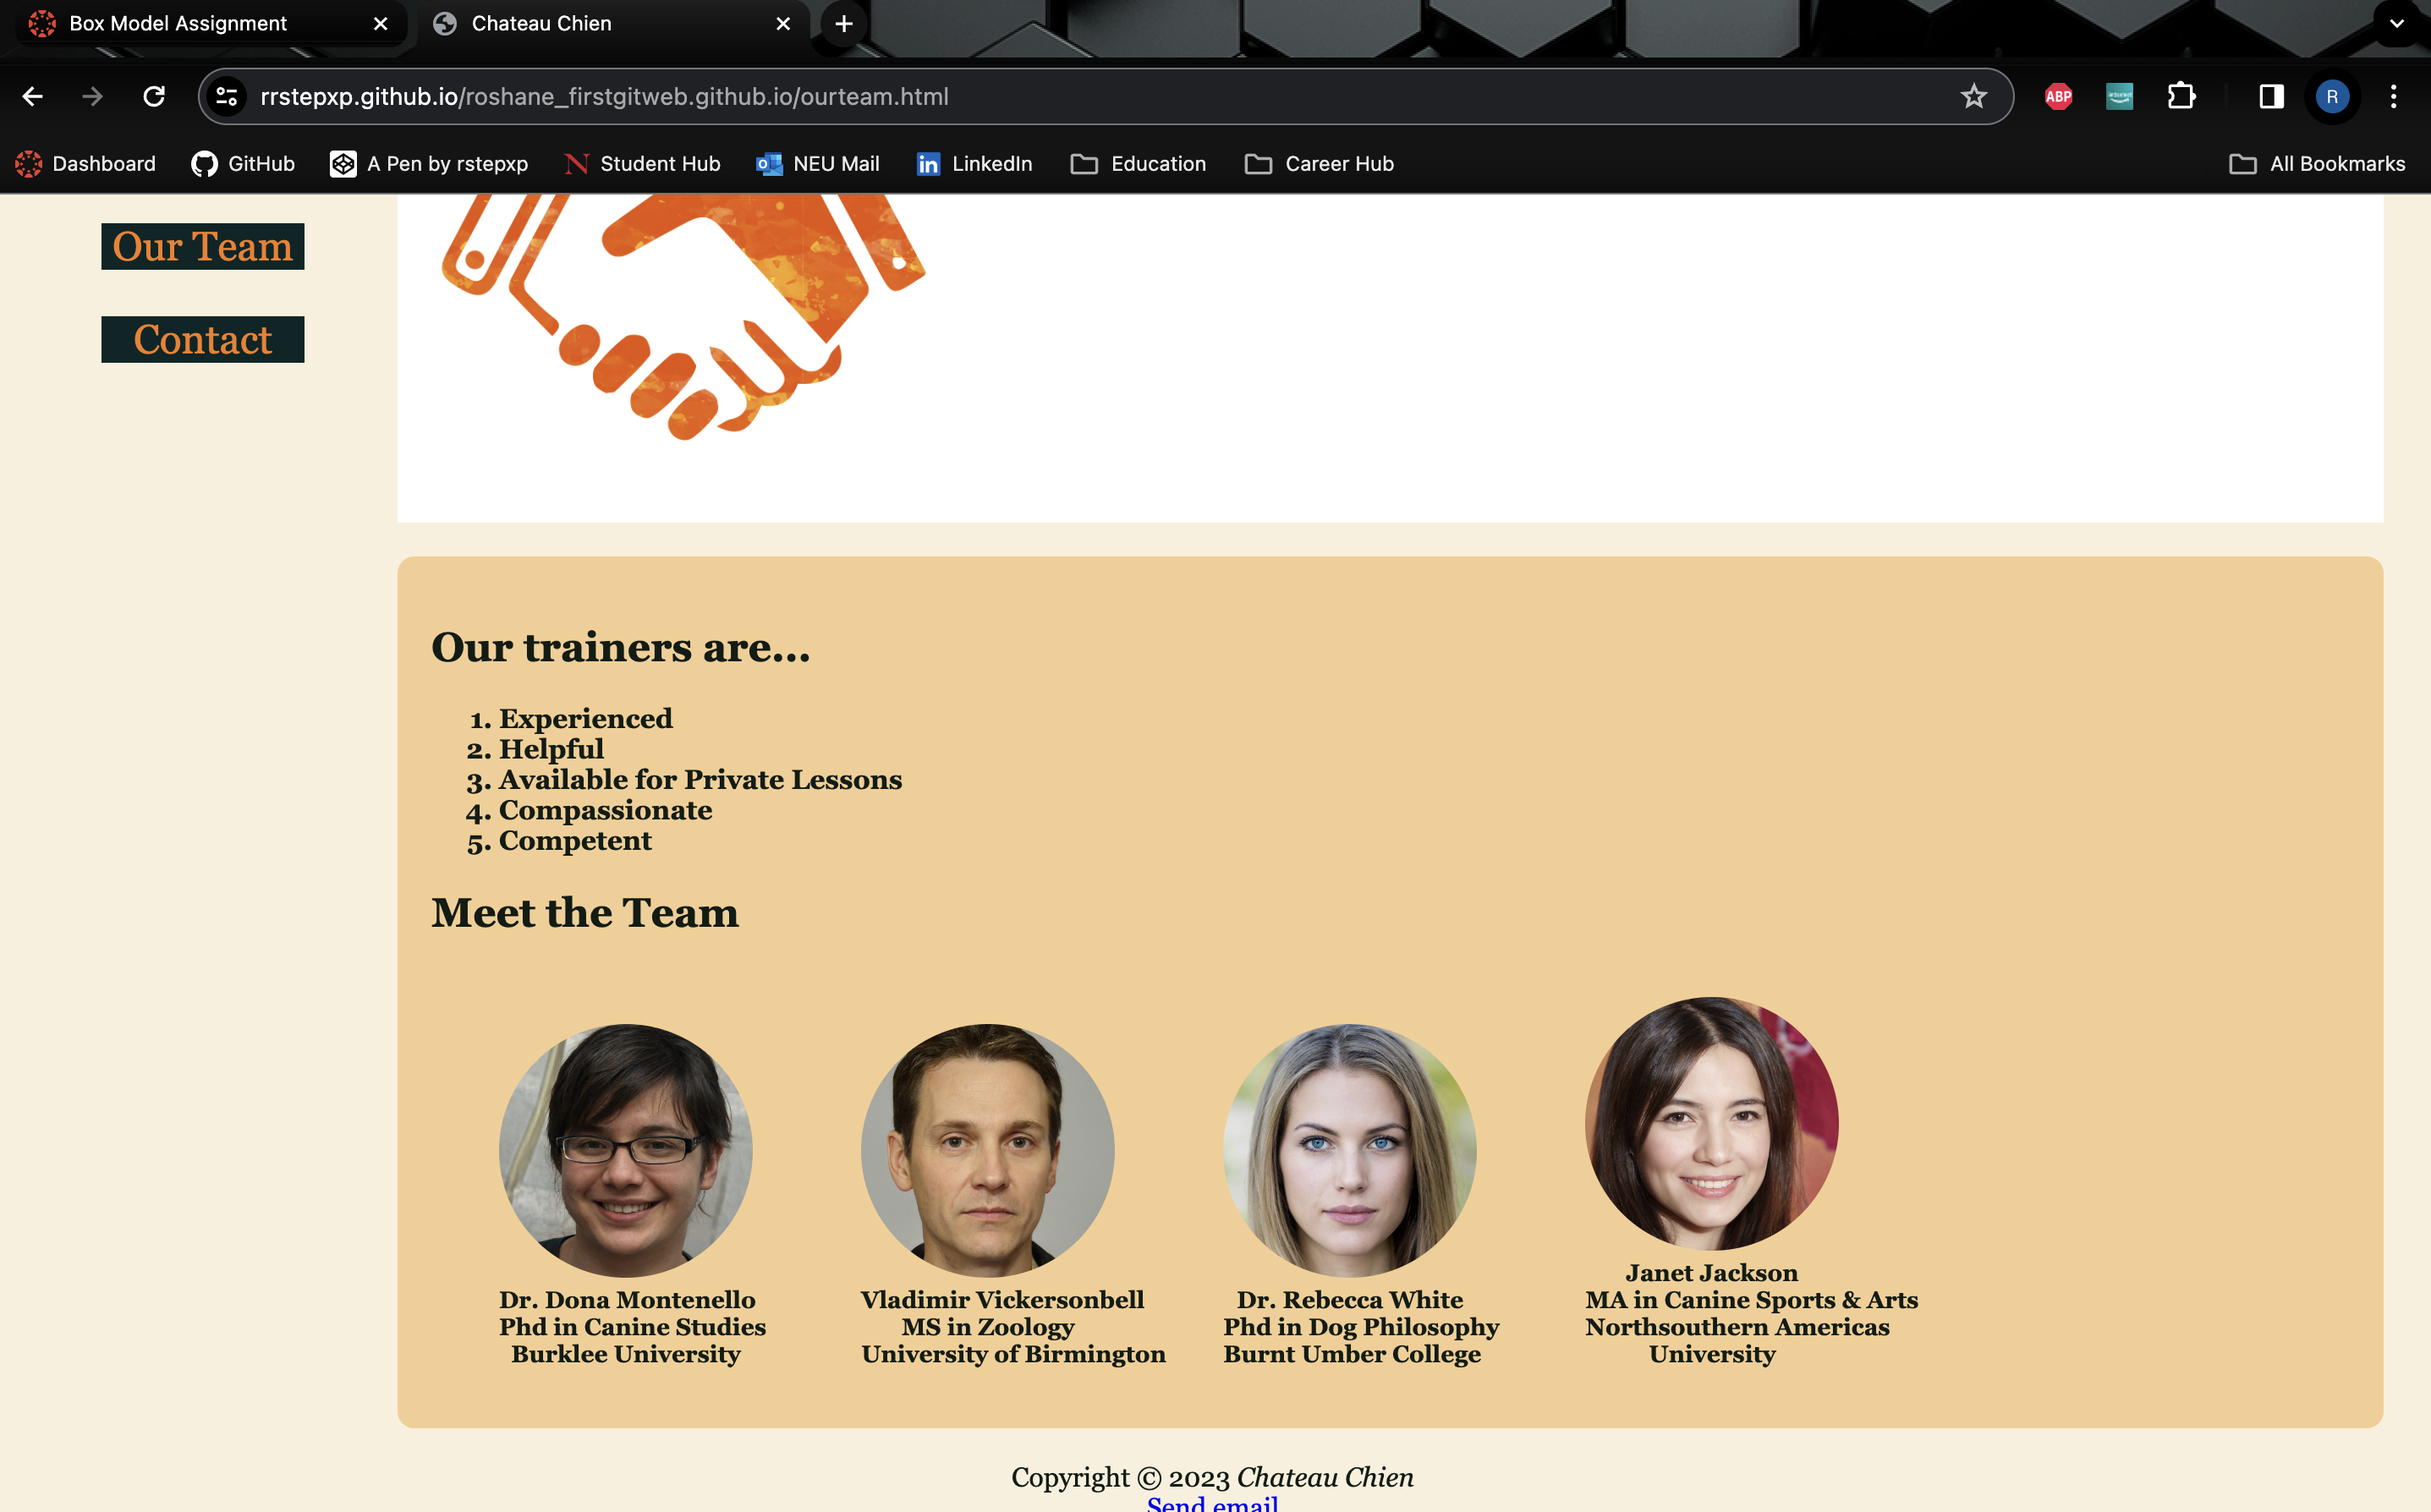 Box Model Assignment
Chateau Chien
rrstepxp.github.io/roshane_firstgitweb.github.io/ourteam.html
ABP
R
Dashboard
GitHub
A Pen by rstepxp
N
Student Hub
NEU Mail
in
LinkedIn
Education
Career Hub
All Bookmarks
Our Team
Contact
Our trainers are...
1. Experienced
2. Helpful
3. Available for Private Lessons
4. Compassionate
5. Competent
Meet the Team
Dr. Dona Montenello
Phd in Canine Studies
Burklee University
Vladimir Vickersonbell
MS in Zoology
University of Birmington
Dr. Rebecca White
Phd in Dog Philosophy
Burnt Umber College
Janet Jackson
MA in Canine Sports & Arts
Northsouthern Americas
University
Copyright © 2023 Chateau Chien
Send email